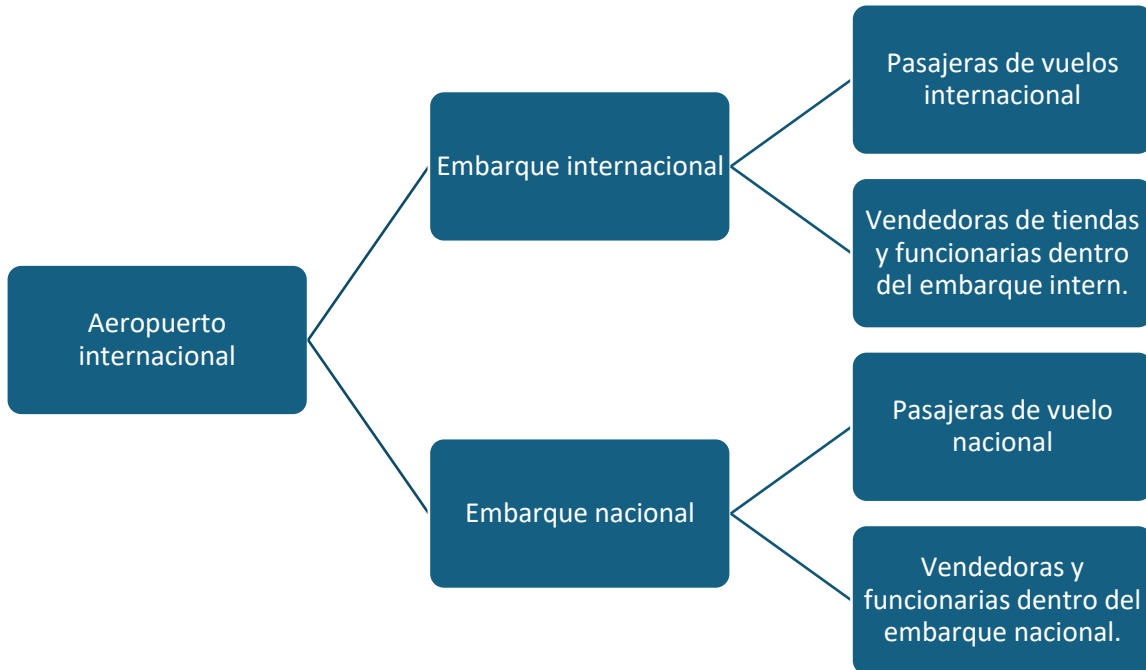 Pasajeras de vuelos
internacional
Embarque internacional
Vendedoras de tiendas
y funcionarias dentro
del embarque intern.
Aeropuerto
internacional
Pasajeras de vuelo
nacional
Embarque nacional
Vendedoras y
funcionarias dentro del
embarque nacional.